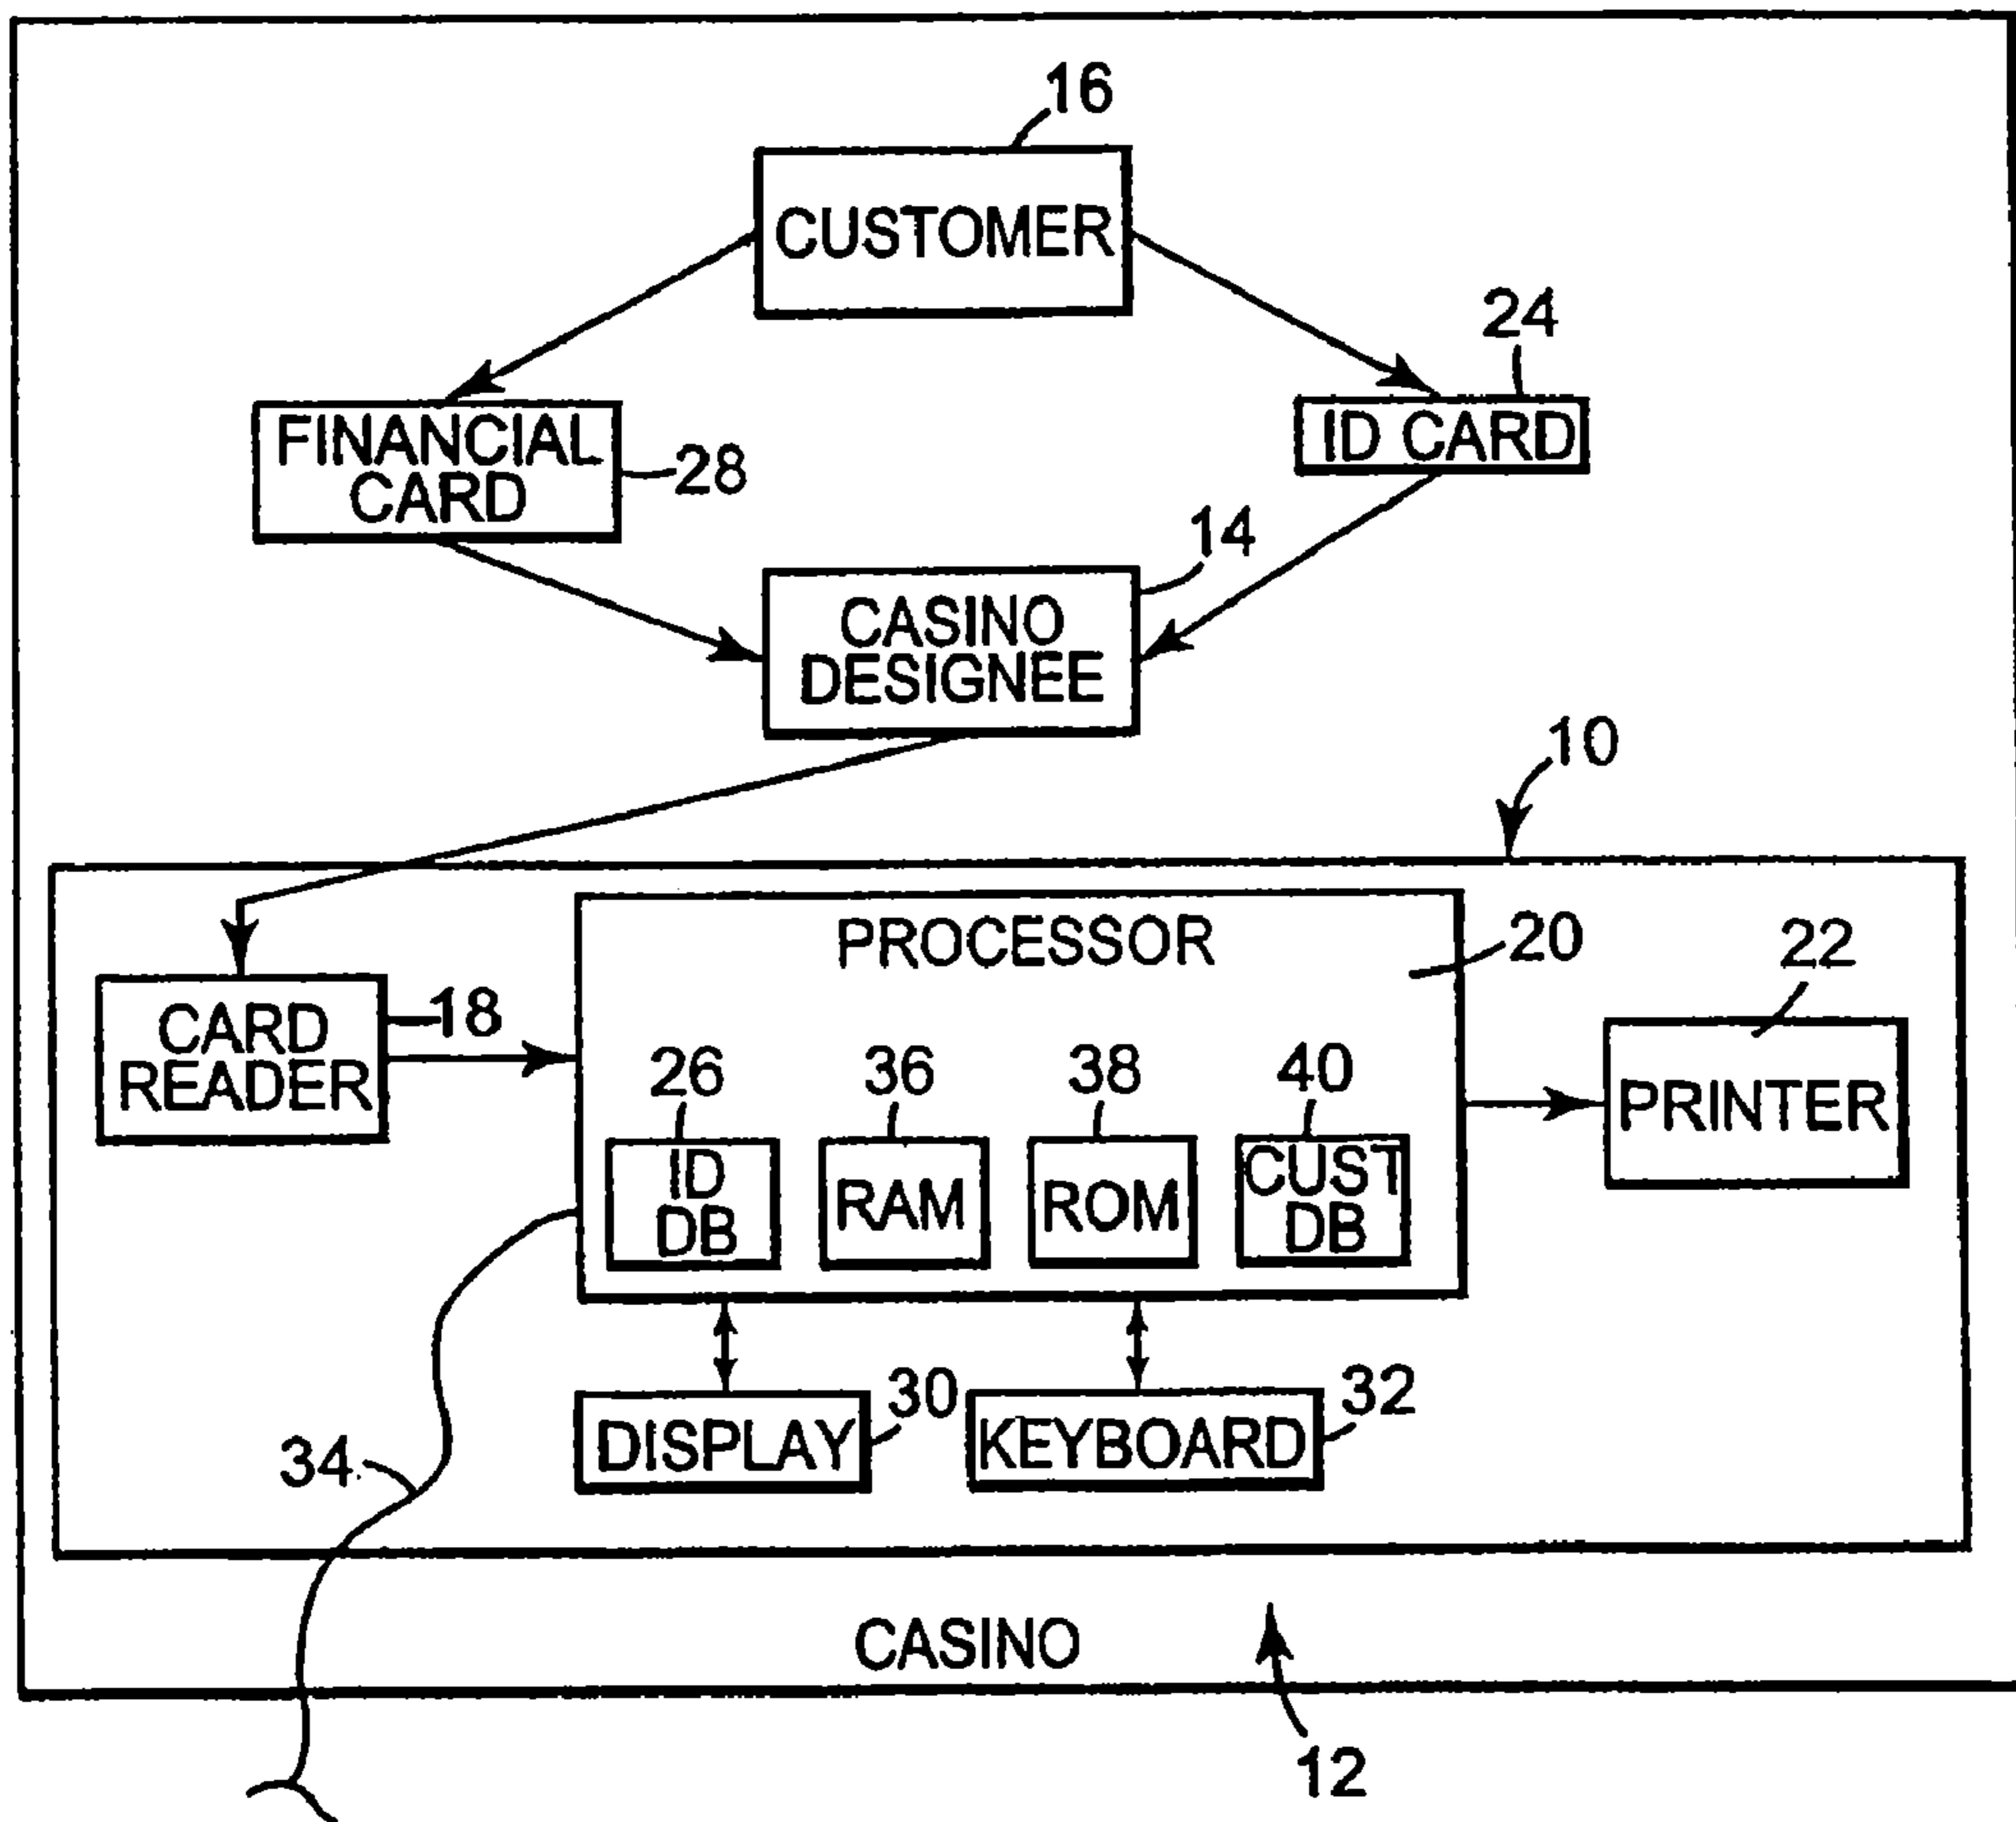 16
CUSTOMER
24
FINANCIAL
CARD
28
ID CARD
14
CASINO
DESIGNEE
10
PROCESSOR
20
22
CARD
READER
18
26
36
38
40
PRINTER
ID
DB
RAM
ROM
CUST
DB
30
32
DISPLAY
KEYBOARD
34
CASINO
12